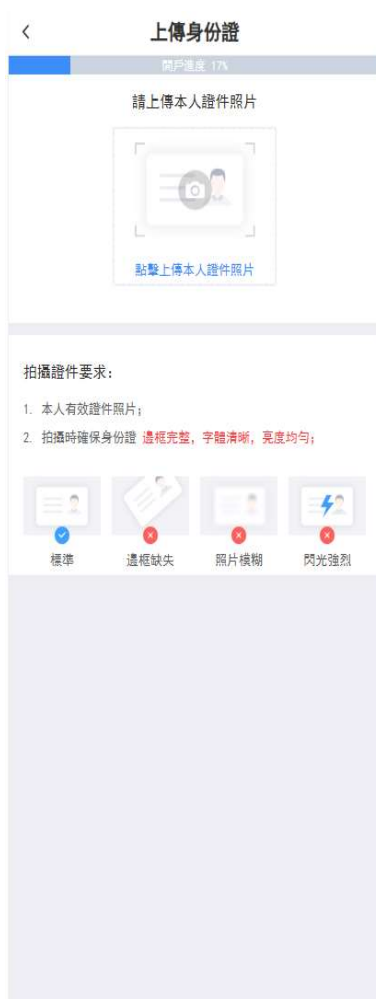 上傳身份證
開戶進度 17%
請上傳本人證件照片
點擊上傳本人證件照片
拍攝證件要求：
1. 本人有效證件照片；
2. 拍攝時確保身份證 邊框完整，字體清晰，亮度均勻；
標準 邊框缺失 照片模糊 閃光強烈